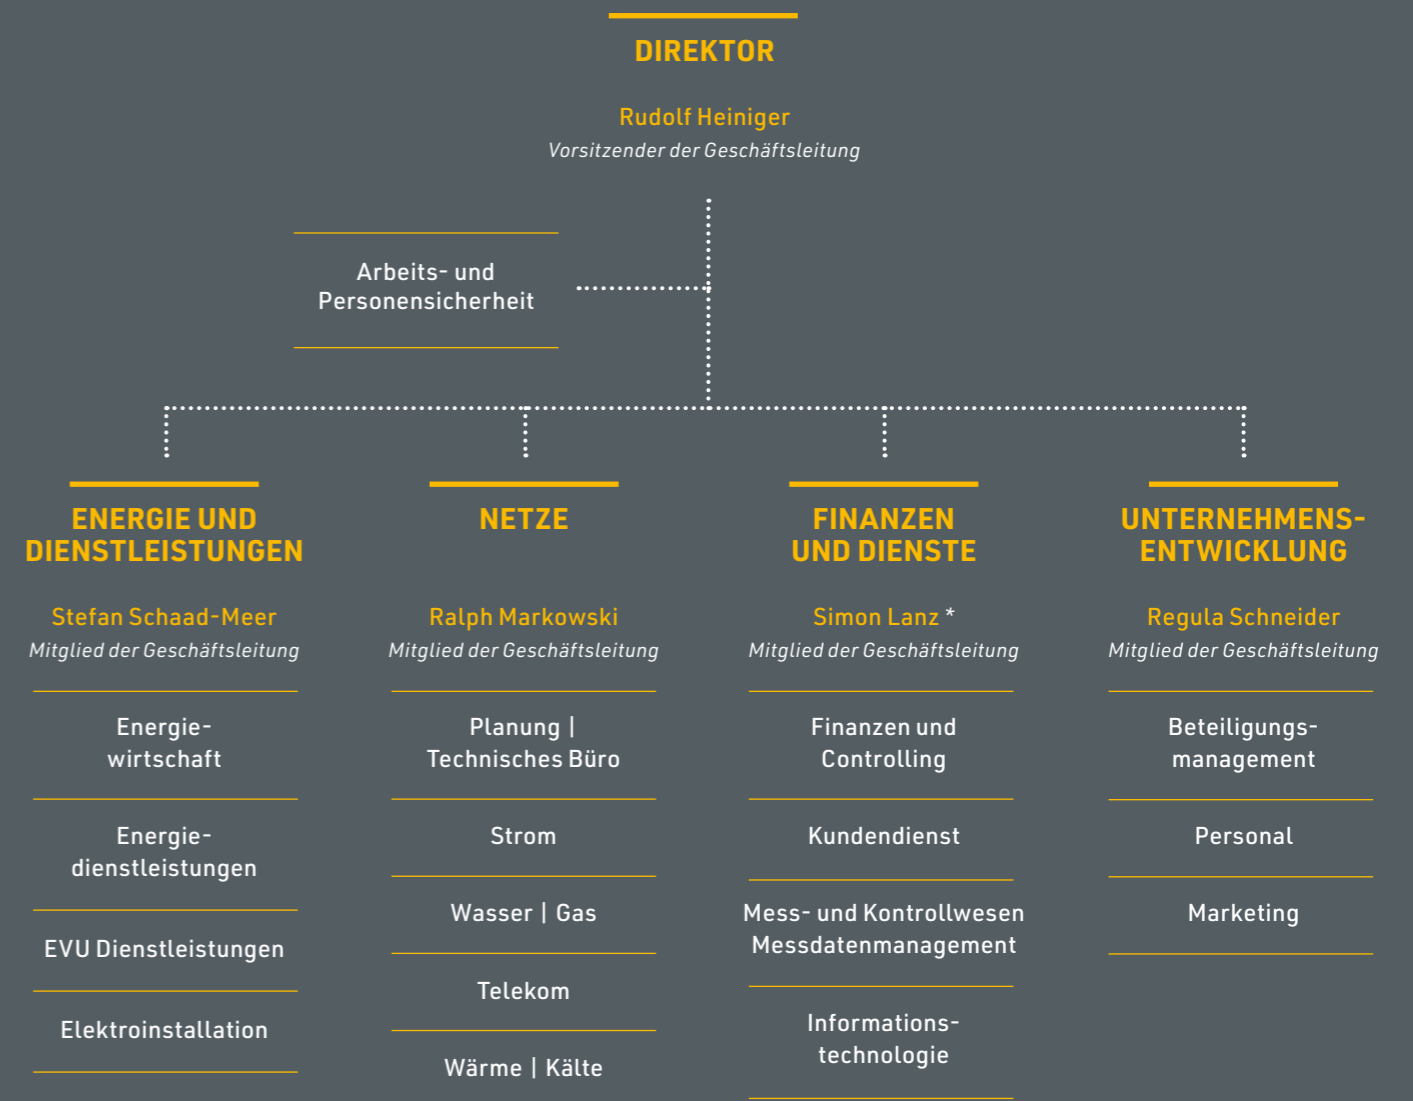 DIREKTOR
Rudolf Heiniger
Vorsitzender der Geschäftsleitung
Arbeits- und
Personensicherheit
ENERGIE UND
DIENSTLEISTUNGEN
Stefan Schaad-Meer
Mitglied der Geschäftsleitung
Energie-
wirtschaft
Energie-
dienstleistungen
EVU Dienstleistungen
Elektroinstallation
NETZE
Ralph Markowski
Mitglied der Geschäftsleitung
Planung |
Technisches Büro
Strom
Wasser | Gas
Telekom
Wärme | Kälte
FINANZEN
UND DIENSTE
Simon Lanz *
Mitglied der Geschäftsleitung
Finanzen und
Controlling
Kundendienst
Mess- und Kontrollwesen
Messdatenmanagement
Informations-
technologie
UNTERNEHMENS-
ENTWICKLUNG
Regula Schneider
Mitglied der Geschäftsleitung
Beteiligungs-
management
Personal
Marketing